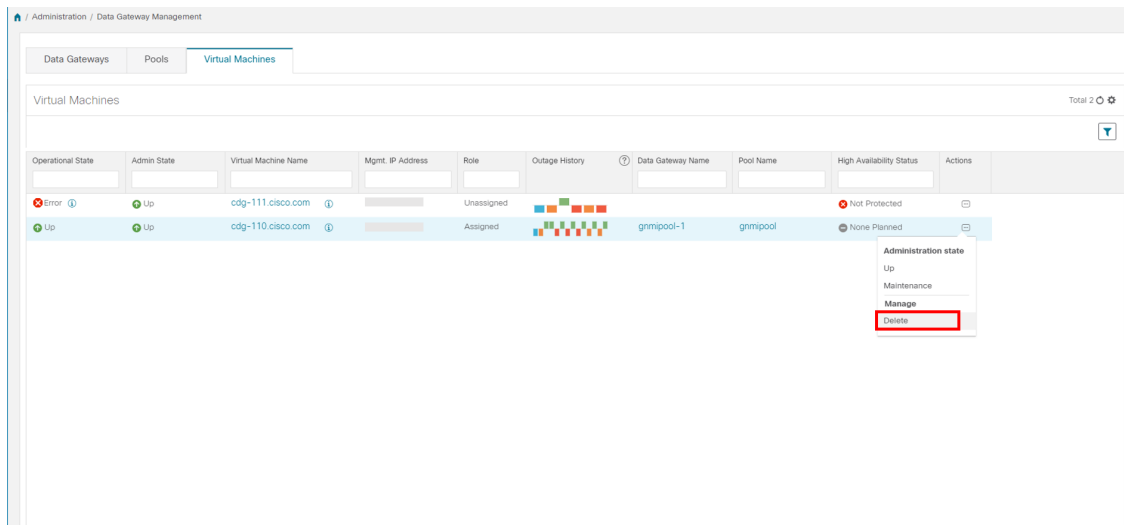 / Administration / Data Gateway Management
Data Gateways Pools Virtual Machines
Virtual Machines Total 2
Operational State Admin State Virtual Machine Name Mgmt. IP Address Role Outage History ? Data Gateway Name Pool Name High Availability Status Actions
Error i Up cdg-111.cisco.com i Unassigned Not Protected
Up Up cdg-110.cisco.com i Assigned gnmipool-1 gnmipool None Planned
Administration state
Up
Maintenance
Manage
Delete